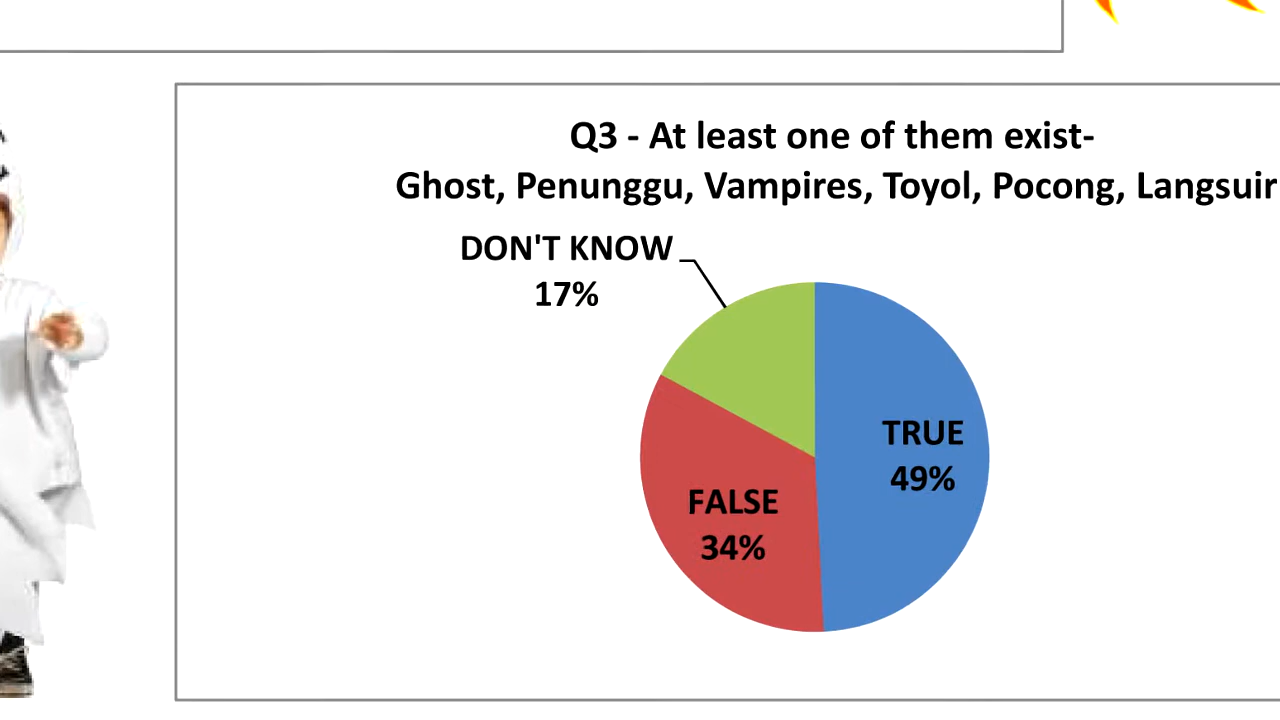 Q3 - At least one of them exist-
Ghost, Penunggu, Vampires, Toyol, Pocong, Langsuir
DON'T KNOW
17%
TRUE
49%
FALSE
34%